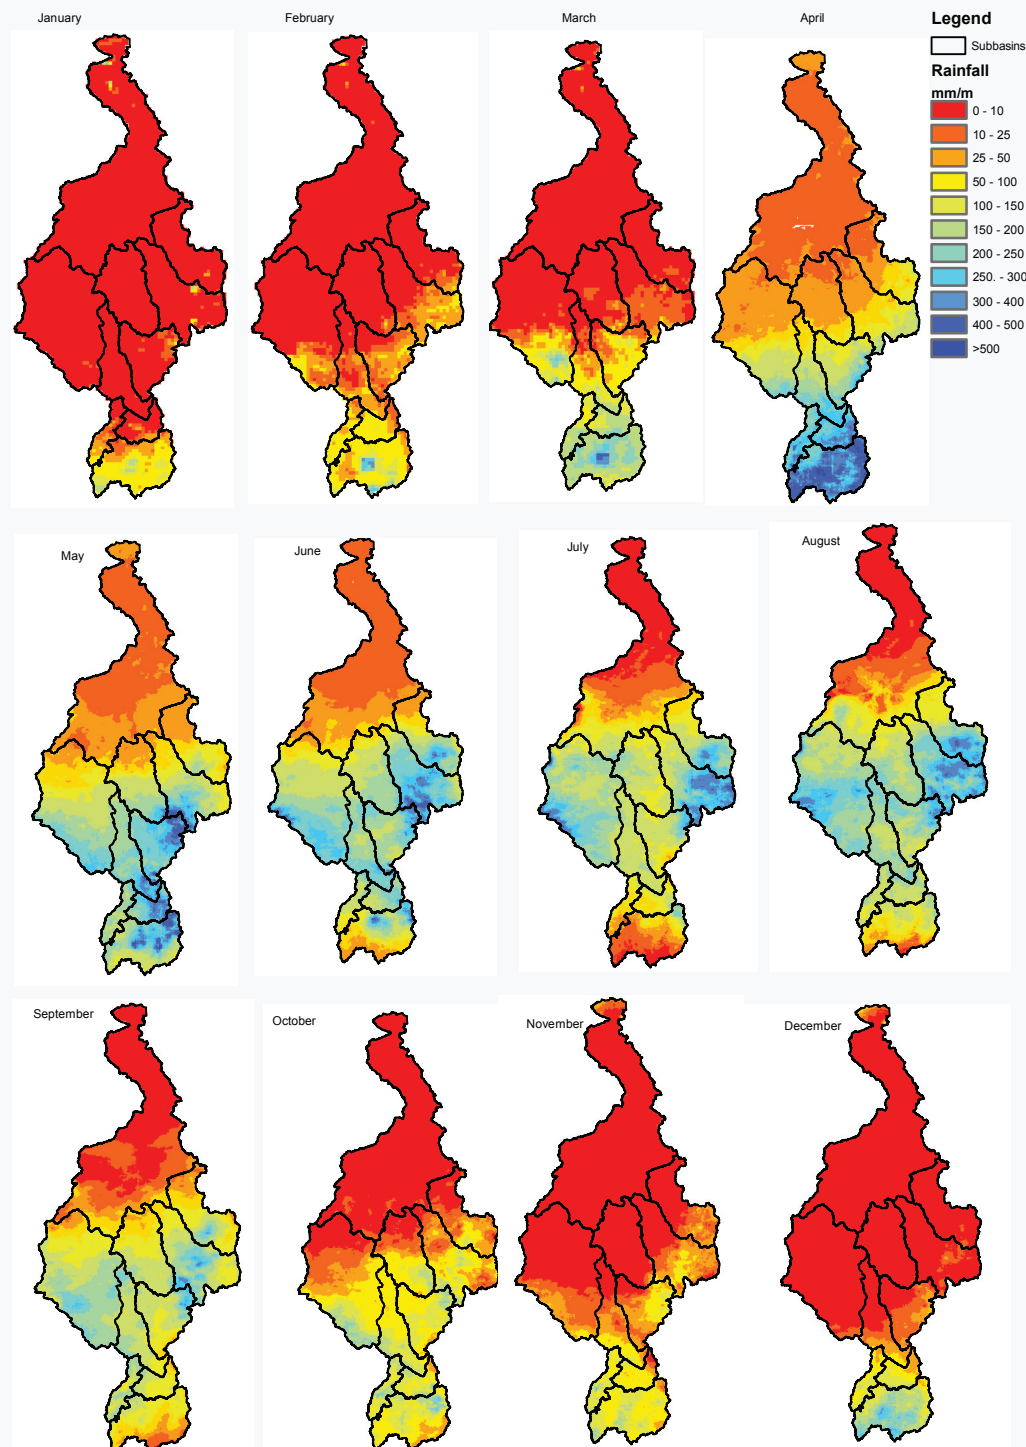 January
February
March
April
Legend
Subbasins
Rainfall
mm/m
0 - 10
10 - 25
25 - 50
50 - 100
100 - 150
150 - 200
200 - 250
250. - 300
300 - 400
400 - 500
>500
May
June
July
August
September
October
November
December